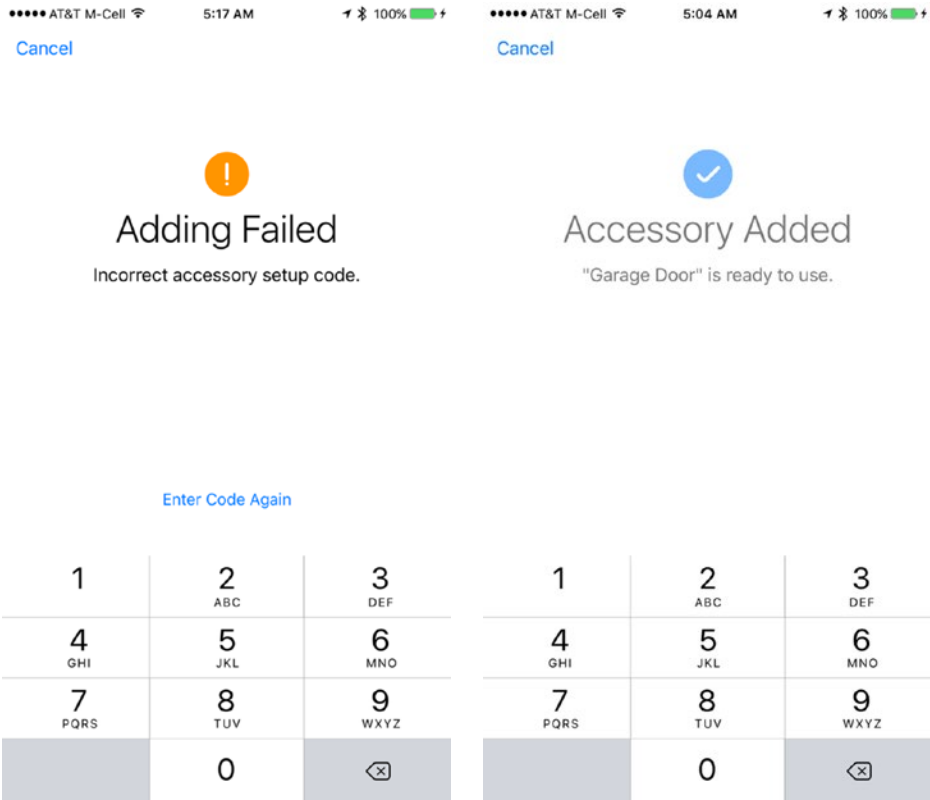 AT&T M-Cell 5:17 AM 100%
Cancel
Adding Failed
Incorrect accessory setup code.
Enter Code Again
1 2 3
ABC DEF
4 5 6
GHI JKL MNO
7 8 9
PQRS TUV WXYZ
0
AT&T M-Cell 5:04 AM 100%
Cancel
Accessory Added
"Garage Door" is ready to use.
1 2 3
ABC DEF
4 5 6
GHI JKL MNO
7 8 9
PQRS TUV WXYZ
0